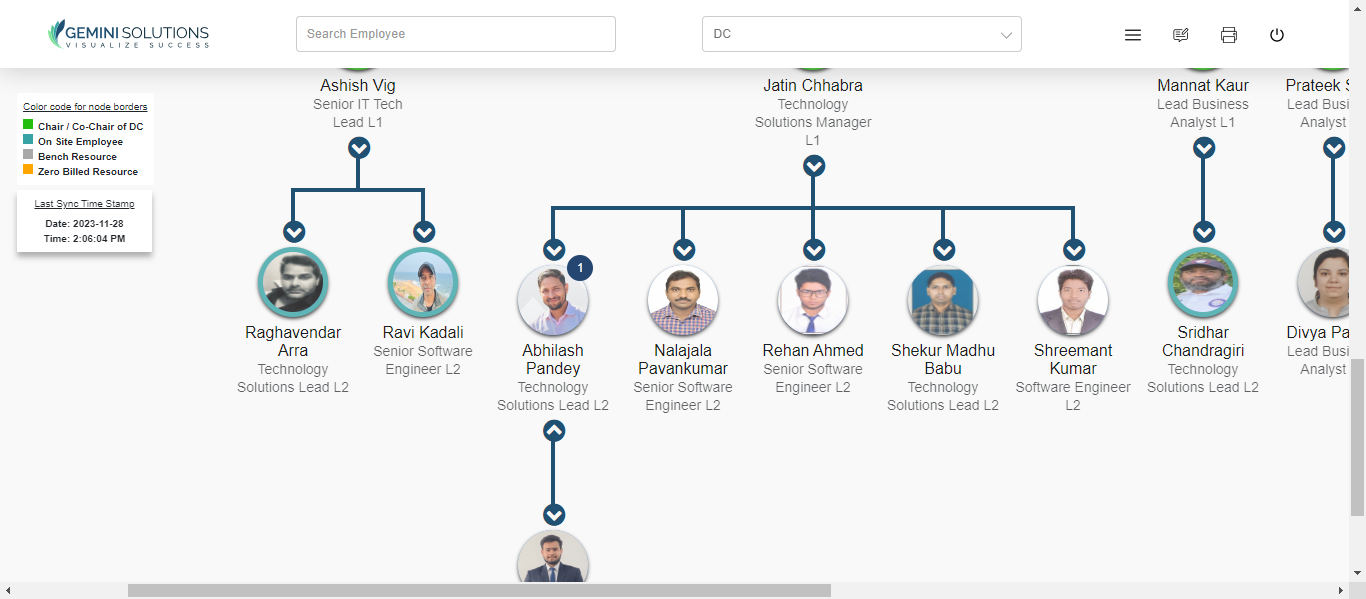 GEMINI SOLUTIONS
VISUALIZE SUCCESS
Search Employee
DC
Color code for node borders
Chair / Co-Chair of DC
On Site Employee
Bench Resource
Zero Billed Resource
Last Sync Time Stamp
Date: 2023-11-28
Time: 2:06:04 PM
Ashish Vig
Senior IT Tech
Lead L1
Jatin Chhabra
Technology
Solutions Manager
L1
Mannat Kaur
Lead Business
Analyst L1
Prateek S
Lead Busi
Analyst
Raghavendar
Arra
Technology
Solutions Lead L2
Ravi Kadali
Senior Software
Engineer L2
1
Abhilash
Pandey
Technology
Solutions Lead L2
Nalajala
Pavankumar
Senior Software
Engineer L2
Rehan Ahmed
Senior Software
Engineer L2
Shekur Madhu
Babu
Technology
Solutions Lead L2
Shreemant
Kumar
Software Engineer
L2
Sridhar
Chandragiri
Technology
Solutions Lead L2
Divya Pa
Lead Busi
Analyst